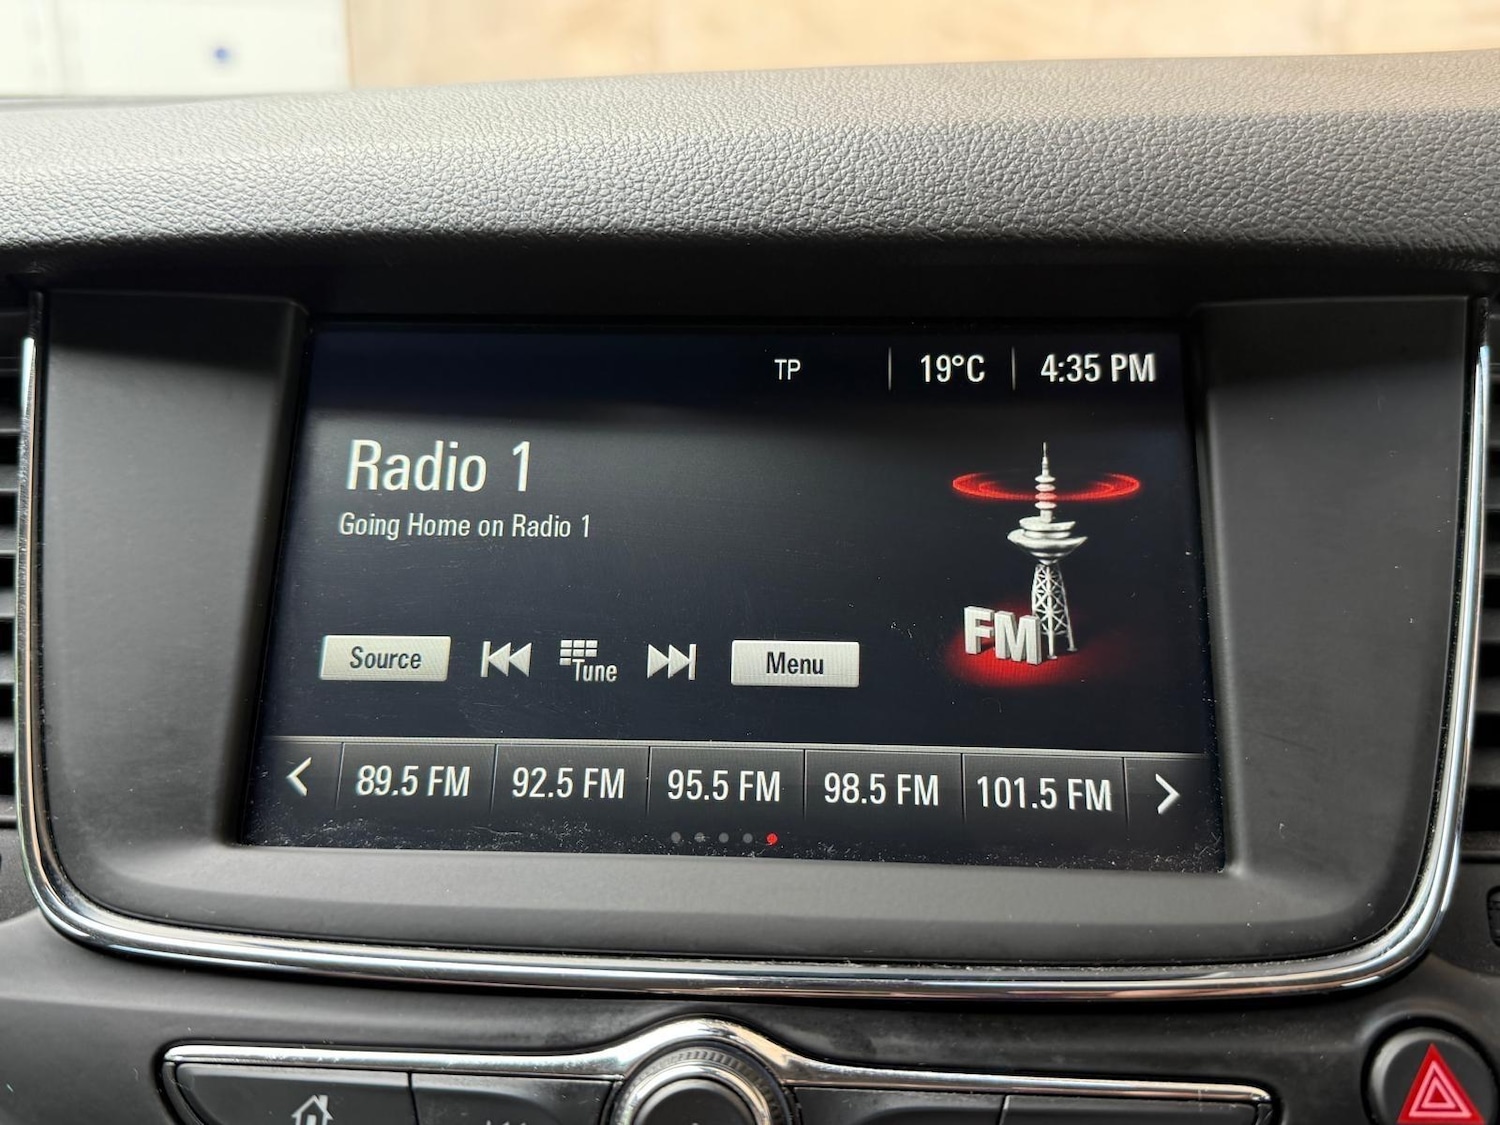 TP 19°C 4:35 PM
Radio 1
Going Home on Radio 1
Source Tune Menu
FM
89.5 FM 92.5 FM 95.5 FM 98.5 FM 101.5 FM